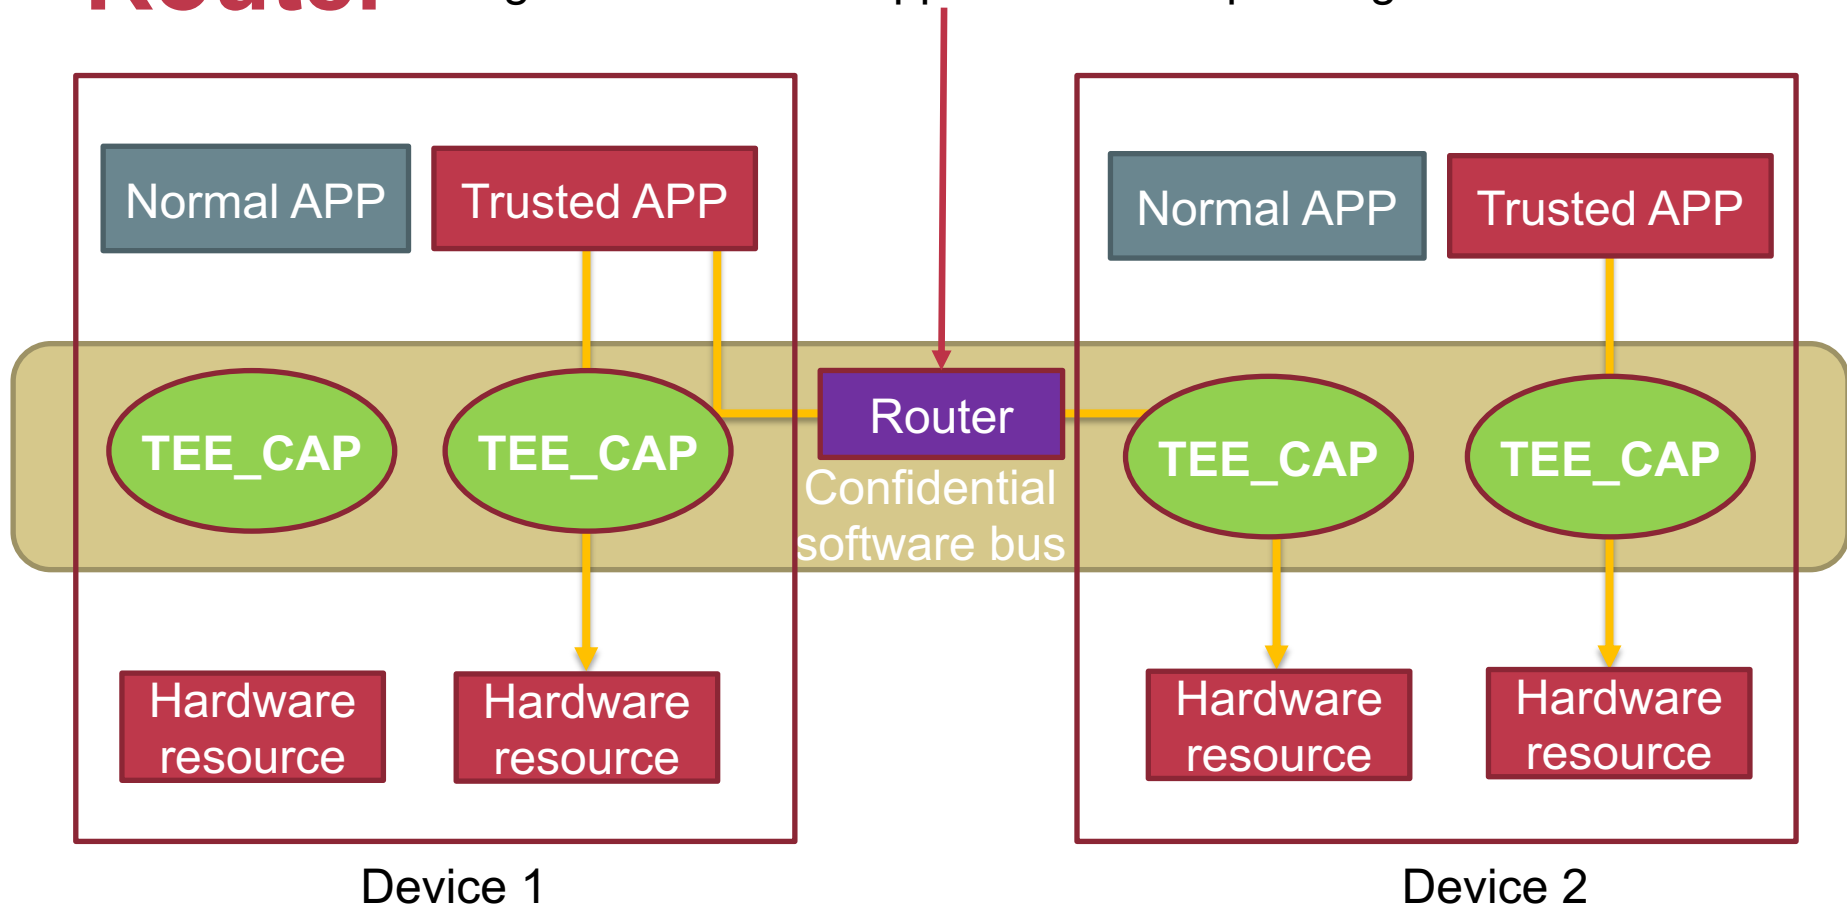 Router
Normal APP
Trusted APP
Normal APP
Trusted APP
TEE_CAP
TEE_CAP
Router
TEE_CAP
TEE_CAP
Confidential
software bus
Hardware
resource
Hardware
resource
Hardware
resource
Hardware
resource
Device 1
Device 2